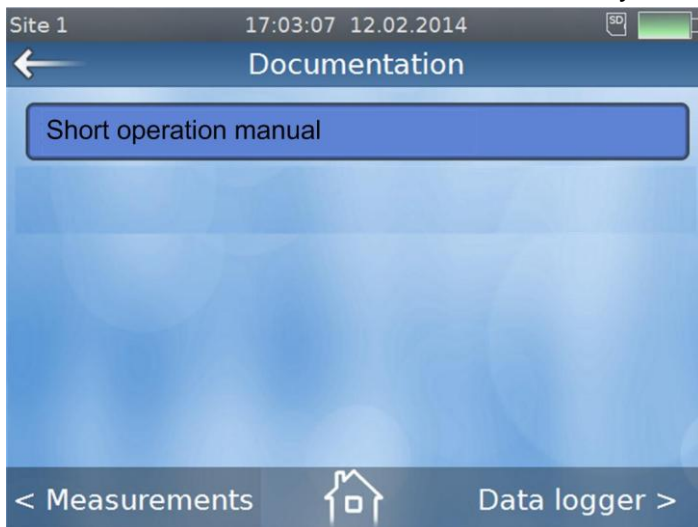 Site 1 17:03:07 12.02.2014 SD
Documentation
Short operation manual
< Measurements Data logger >